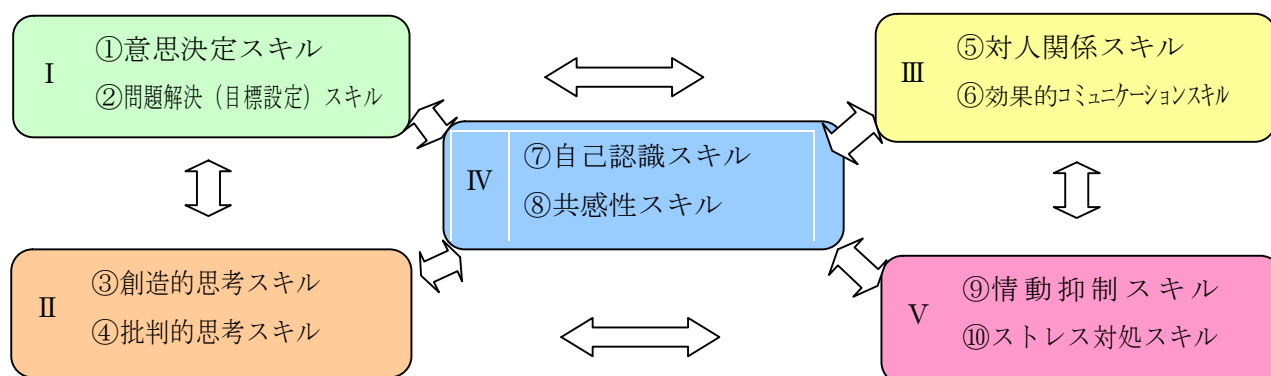 Ⅰ
①意思決定スキル
②問題解決（目標設定）スキル
Ⅲ
⑤対人関係スキル
⑥効果的コミュニケーションスキル
Ⅳ
⑦自己認識スキル
⑧共感性スキル
Ⅱ
③創造的思考スキル
④批判的思考スキル
Ⅴ
⑨情動抑制スキル
⑩ストレス対処スキル